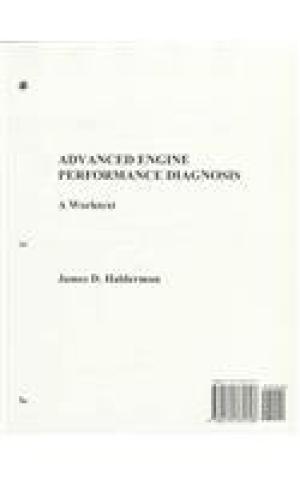 ADVANCED ENGINE
PERFORMANCE DIAGNOSIS
A Worktext
James D. Halderman